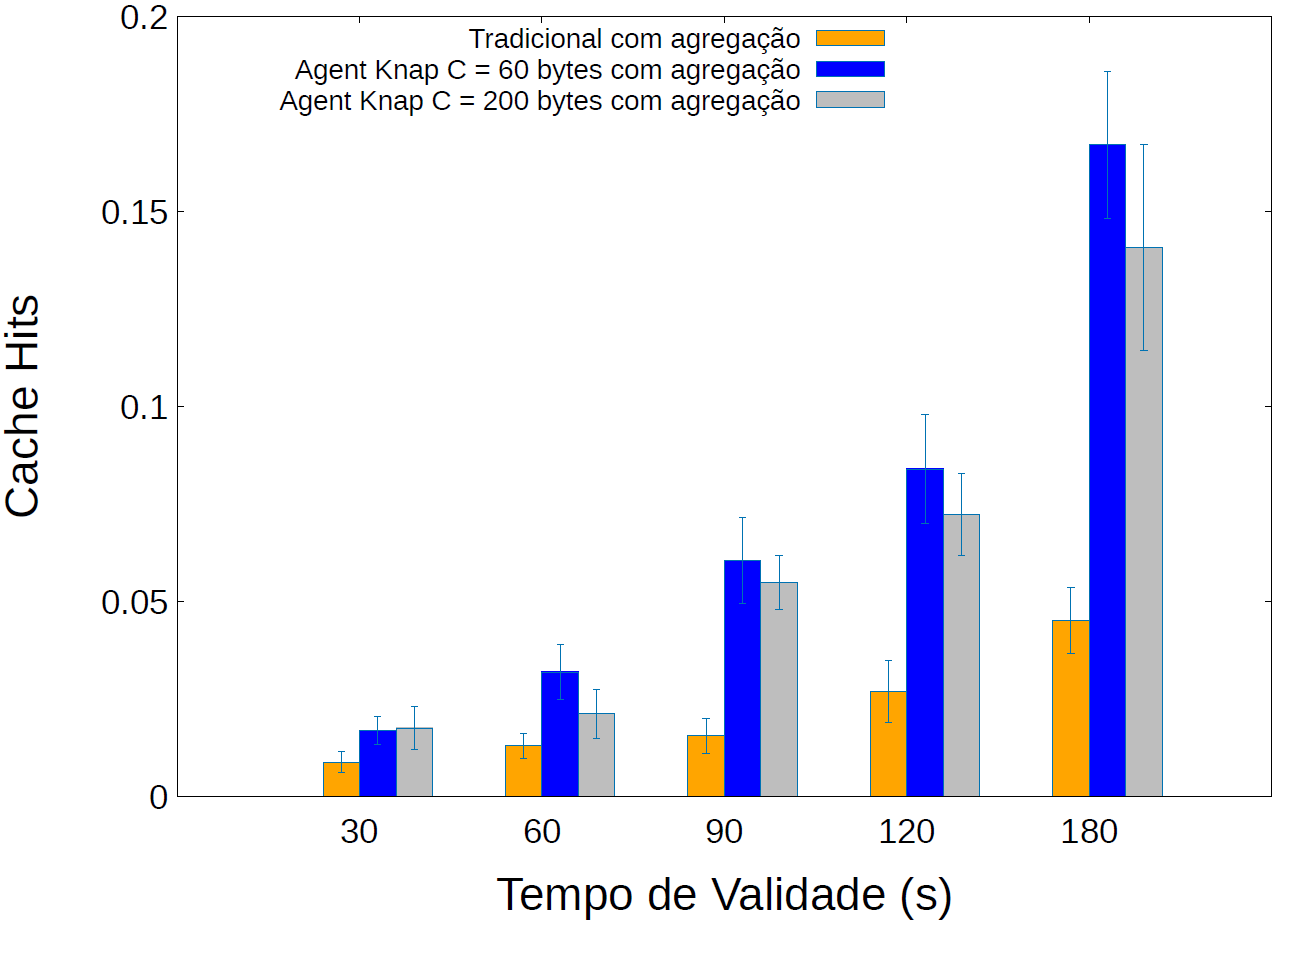 Tradicional com agregação
Agent Knap C = 60 bytes com agregação
Agent Knap C = 200 bytes com agregação
0.2
0.15
0.1
0.05
0
Cache Hits
30 60 90 120 180
Tempo de Validade (s)